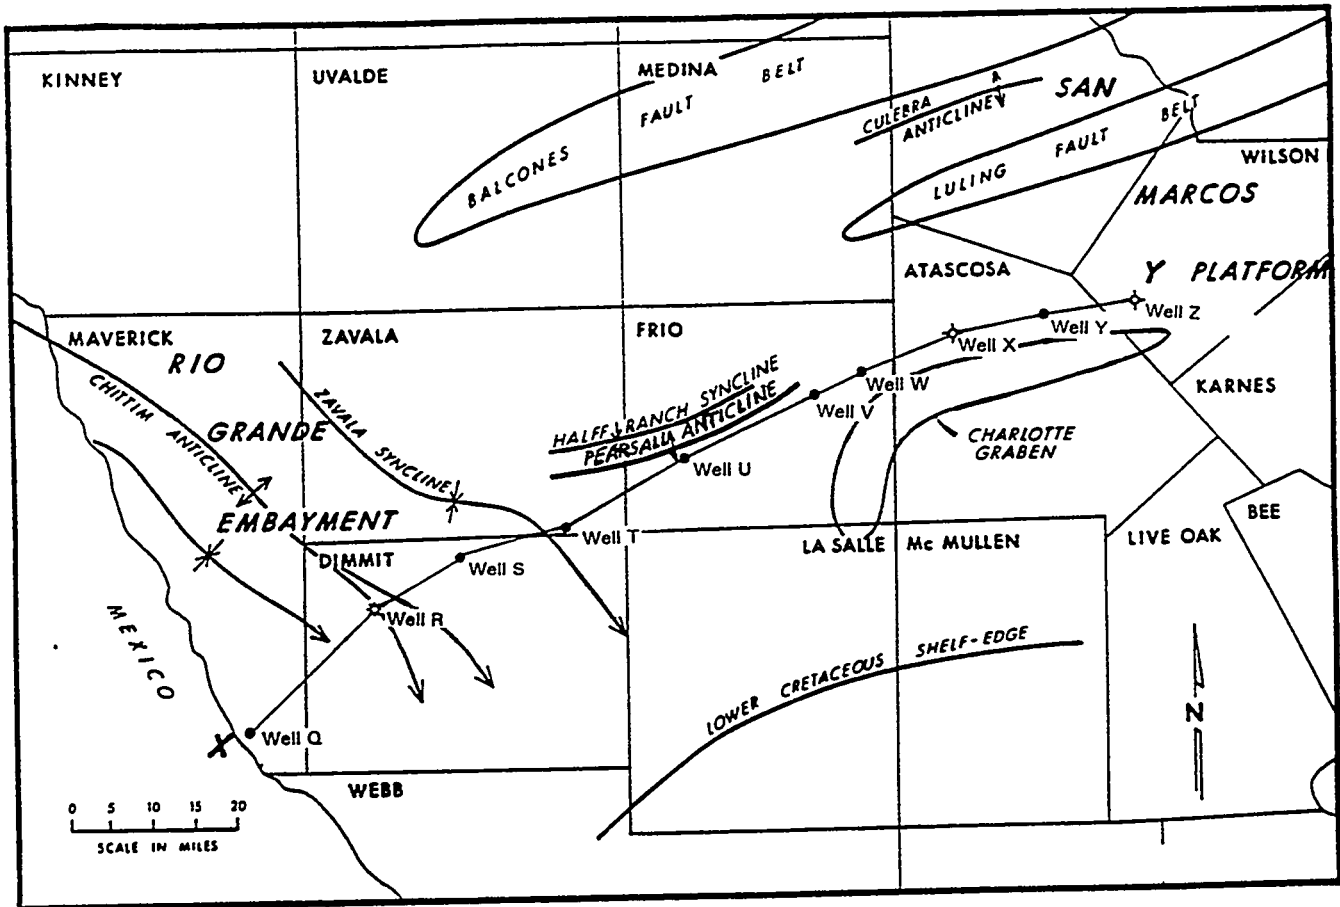 KINNEY
UVALDE
MEDINA
BELT
FAULT
BALCONES
CULEBRA
ANTICLINE
A
SAN
BELT
FAULT
LULING
WILSON
MARCOS
ATASCOSA
Y PLATFORM
Well Z
Well Y
Well X
MAVERICK
ZAVALA
FRIO
RIO
GRANDE
EMBAYMENT
CHITTIM
ANTICLINE
ZAVALA
SYNCLINE
HALFF RANCH SYNCLINE
PEARSALL ANTICLINE
Well W
Well V
Well U
KARNES
CHARLOTTE
GRABEN
Well T
Well S
DIMMIT
Well R
LA SALLE
Mc MULLEN
LIVE OAK
BEE
MEXICO
LOWER CRETACEOUS SHELF-EDGE
N
X
Well Q
WEBB
0 5 10 15 20
SCALE IN MILES